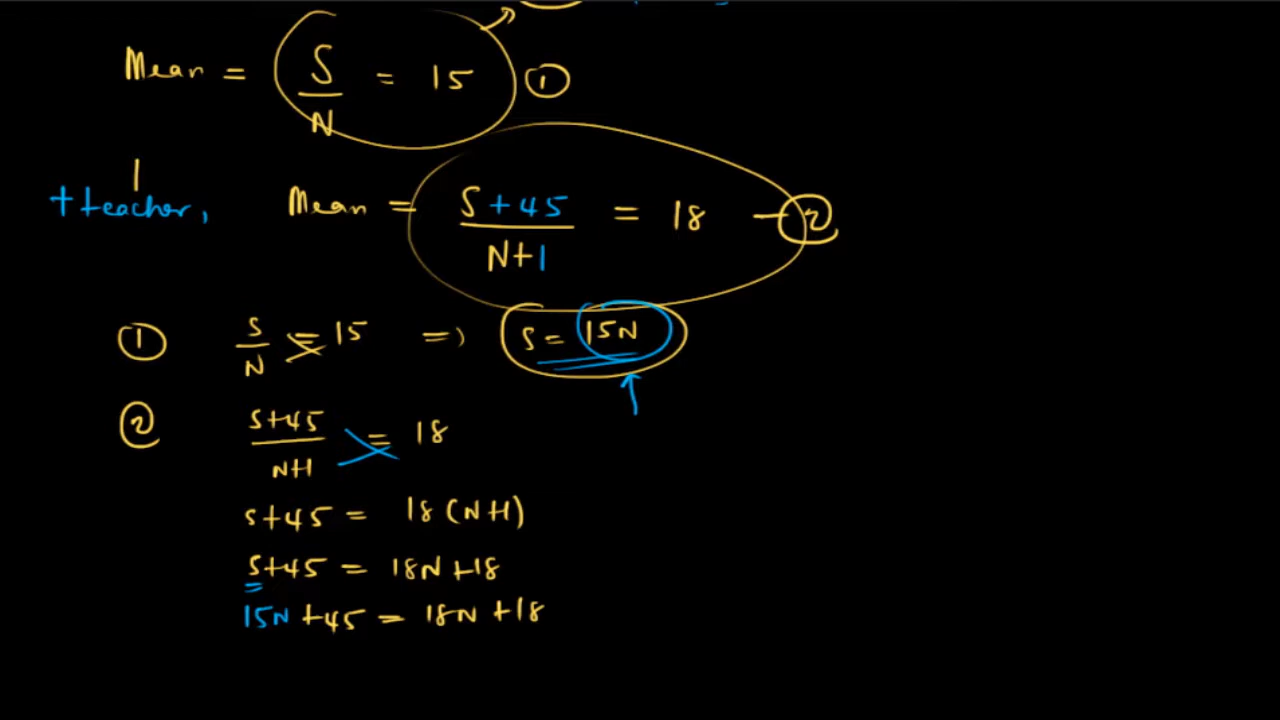 Mean = S/N = 15 ①
+ teacher, Mean = S+45/N+1 = 18 - ②
① S/N = 15 => S = 15N
② S+45/N+1 = 18
S+45 = 18(N+1)
S+45 = 18N+18
15N+45 = 18N+18